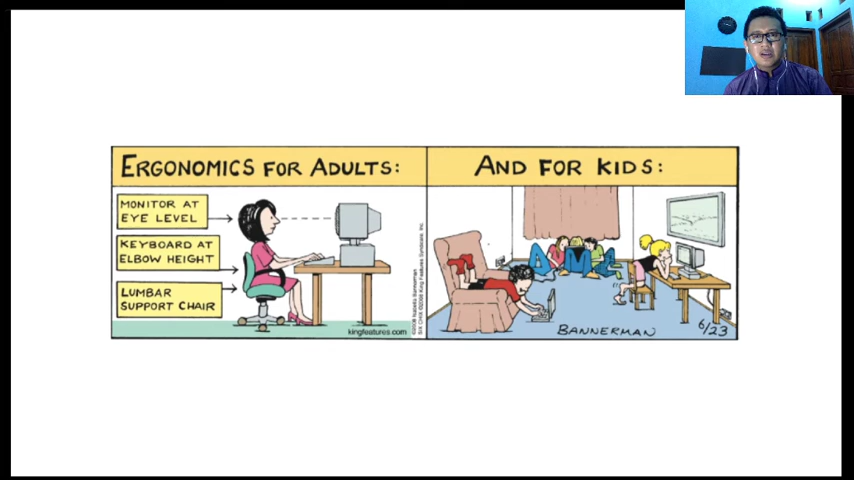 ERGONOMICS FOR ADULTS:
MONITOR AT
EYE LEVEL
KEYBOARD AT
ELBOW HEIGHT
LUMBAR
SUPPORT CHAIR
kingfeatures.com
AND FOR KIDS:
BANNERMAN
6/23